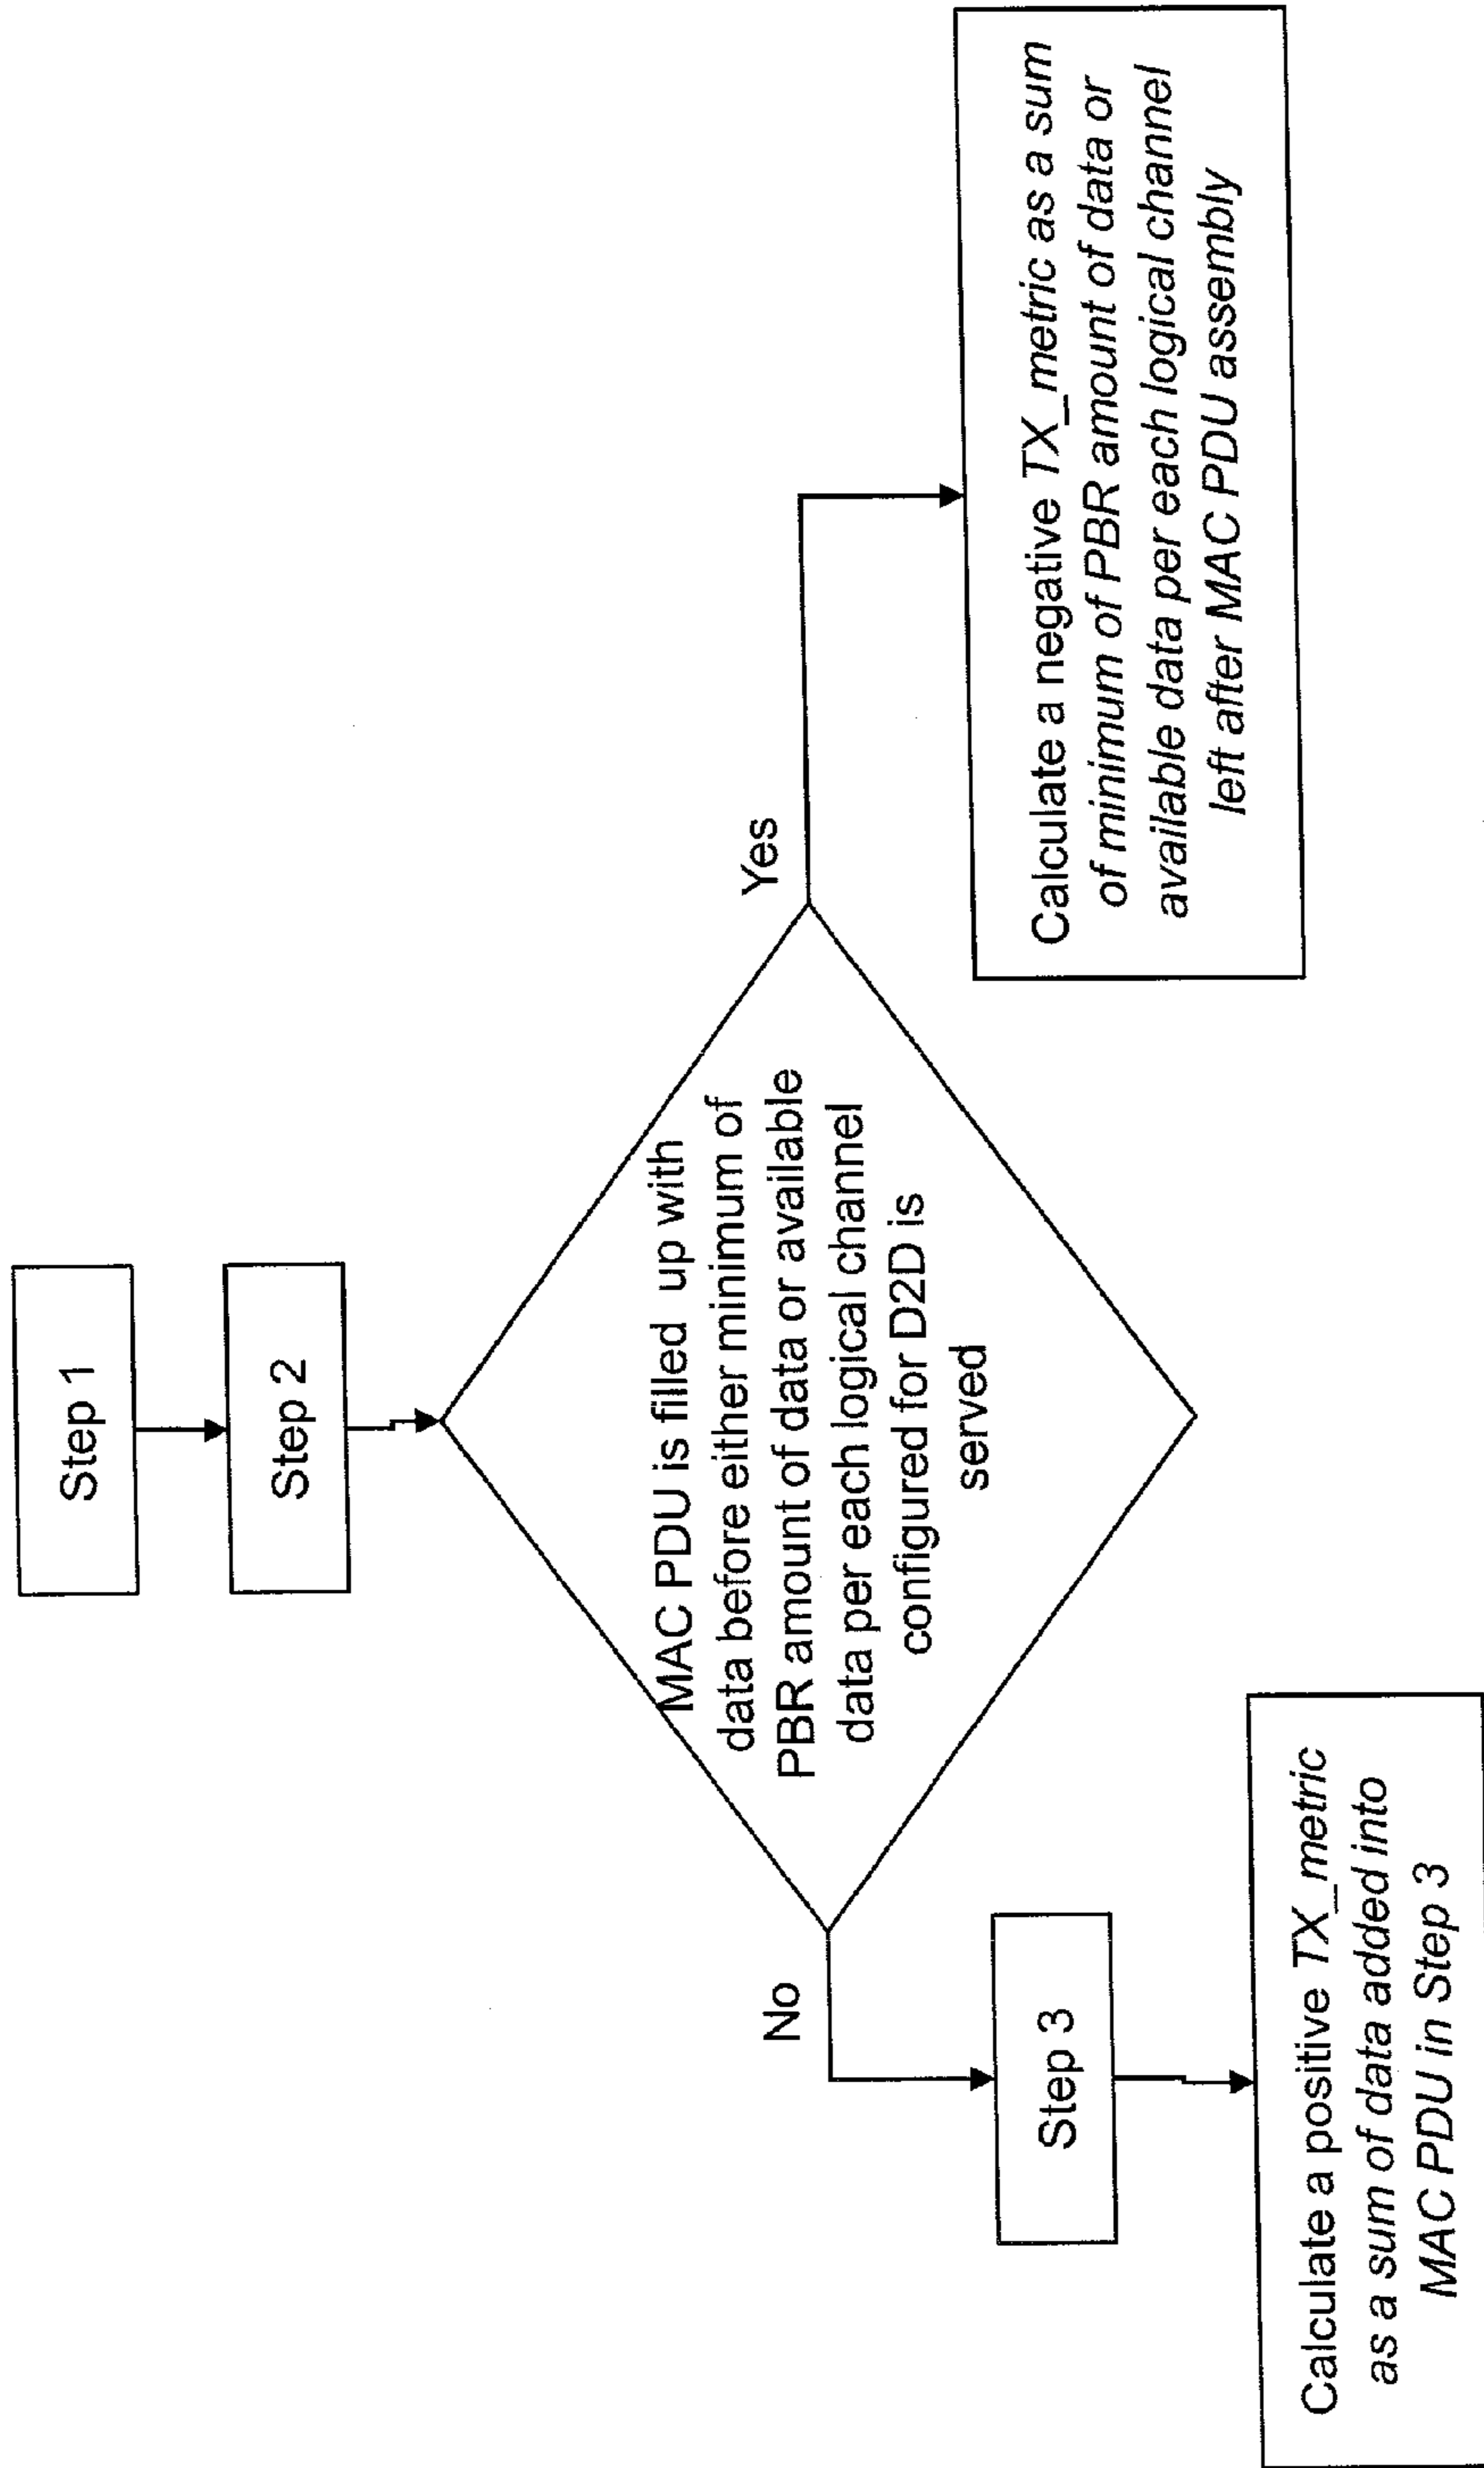 Step 1
Step 2
MAC PDU is filled up with
data before either minimum of
PBR amount of data or available
data per each logical channel
configured for D2D is
served
No
Yes
Step 3
Calculate a positive TX_metric
as a sum of data added into
MAC PDU in Step 3
Calculate a negative TX_metric as a sum
of minimum of PBR amount of data or
available data per each logical channel
left after MAC PDU assembly